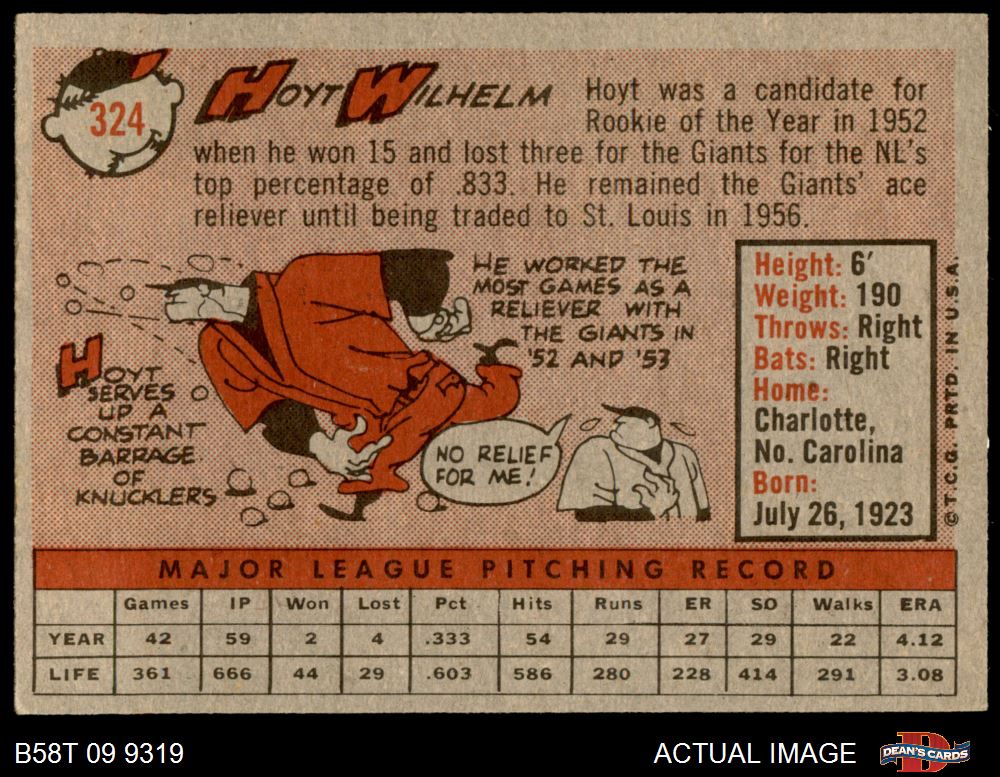 324
HOYT WILHELM
Hoyt was a candidate for
Rookie of the Year in 1952
when he won 15 and lost three for the Giants for the NL's
top percentage of .833. He remained the Giants' ace
reliever until being traded to St. Louis in 1956.
HE WORKED THE
MOST GAMES AS A
RELIEVER WITH
THE GIANTS IN
'52 AND '53
HOYT
SERVES
UP A
CONSTANT
BARRAGE
OF
KNUCKLERS
NO RELIEF
FOR ME!
Height: 6'
Weight: 190
Throws: Right
Bats: Right
Home:
Charlotte,
No. Carolina
Born:
July 26, 1923
© T.C.G. PRTD. IN U.S.A.
MAJOR LEAGUE PITCHING RECORD
Games IP Won Lost Pct Hits Runs ER SO Walks ERA
YEAR 42 59 2 4 .333 54 29 27 29 22 4.12
LIFE 361 666 44 29 .603 586 280 228 414 291 3.08
B58T 09 9319
ACTUAL IMAGE
D
DEAN'S CARDS